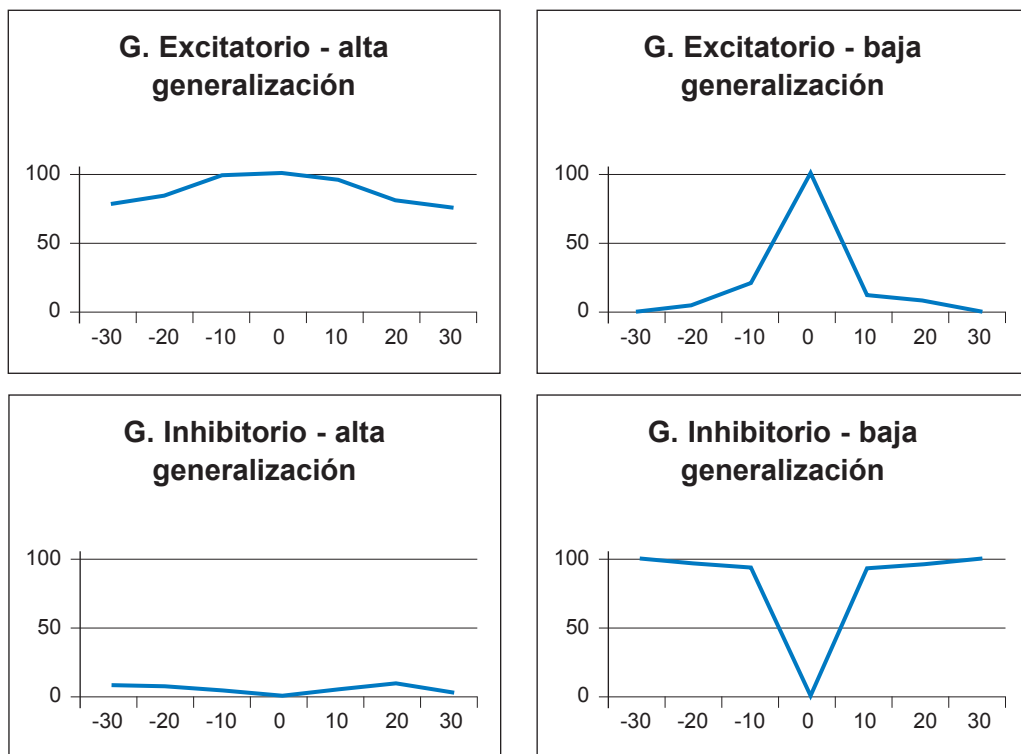 G. Excitatorio - alta
generalización
100
50
0
-30 -20 -10 0 10 20 30
G. Excitatorio - baja
generalización
100
50
0
-30 -20 -10 0 10 20 30
G. Inhibitorio - alta
generalización
100
50
0
-30 -20 -10 0 10 20 30
G. Inhibitorio - baja
generalización
100
50
0
-30 -20 -10 0 10 20 30